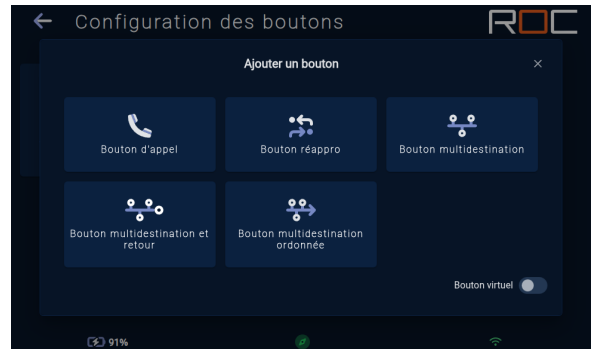 Configuration des boutons
ROC
Ajouter un bouton
Bouton d'appel
Bouton réappro
Bouton multidestination
Bouton multidestination et
retour
Bouton multidestination
ordonnée
Bouton virtuel
91%